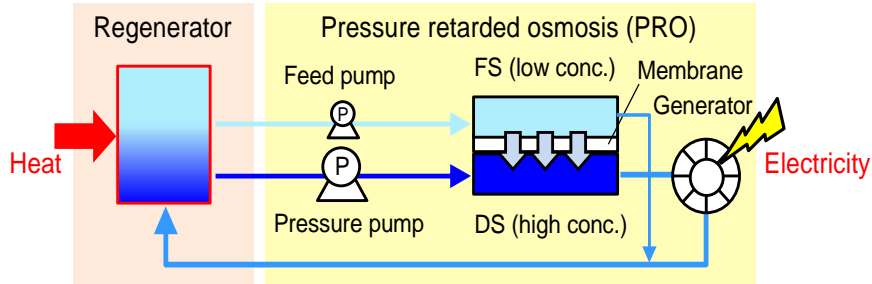 Regenerator
Pressure retarded osmosis (PRO)
Feed pump
FS (low conc.)
Membrane
Generator
P
Heat
P
Electricity
Pressure pump
DS (high conc.)